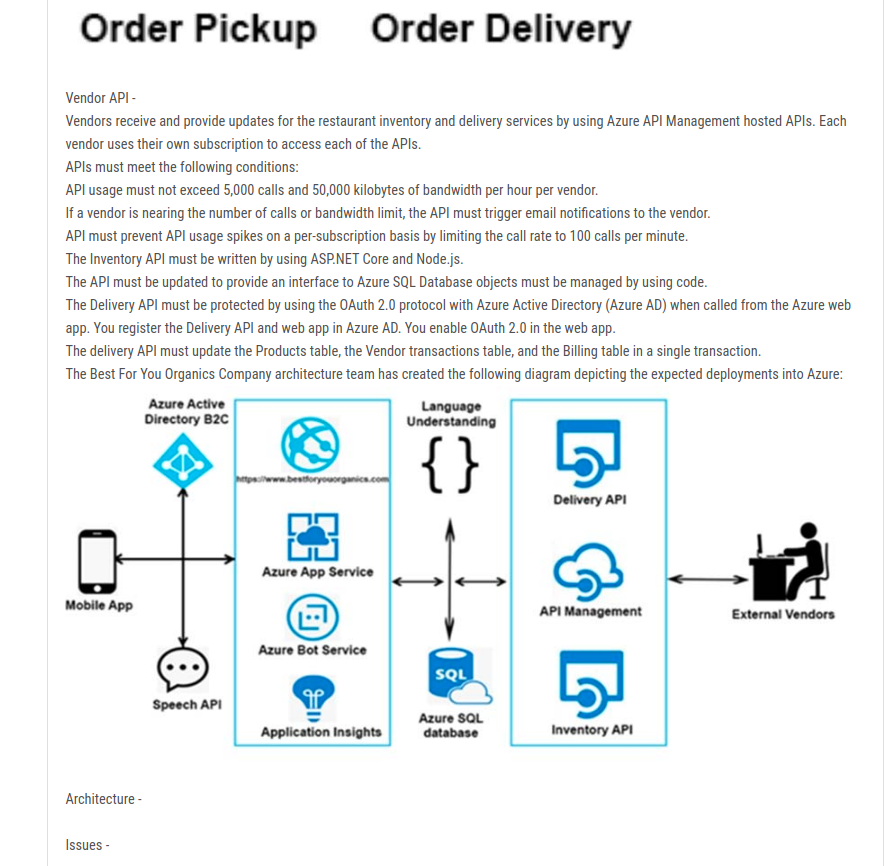 Order Pickup Order Delivery
Vendor API -
Vendors receive and provide updates for the restaurant inventory and delivery services by using Azure API Management hosted APIs. Each
vendor uses their own subscription to access each of the APIs.
APIs must meet the following conditions:
API usage must not exceed 5,000 calls and 50,000 kilobytes of bandwidth per hour per vendor.
If a vendor is nearing the number of calls or bandwidth limit, the API must trigger email notifications to the vendor.
API must prevent API usage spikes on a per-subscription basis by limiting the call rate to 100 calls per minute.
The Inventory API must be written by using ASP.NET Core and Node.js.
The API must be updated to provide an interface to Azure SQL Database objects must be managed by using code.
The Delivery API must be protected by using the OAuth 2.0 protocol with Azure Active Directory (Azure AD) when called from the Azure web
app. You register the Delivery API and web app in Azure AD. You enable OAuth 2.0 in the web app.
The delivery API must update the Products table, the Vendor transactions table, and the Billing table in a single transaction.
The Best For You Organics Company architecture team has created the following diagram depicting the expected deployments into Azure:
Azure Active
Directory B2C
Mobile App
Speech API
https://www.bestforyouorganics.com
Azure App Service
Azure Bot Service
Application Insights
Language
Understanding
{ }
SQL
Azure SQL
database
Delivery API
API Management
Inventory API
External Vendors
Architecture -
Issues -